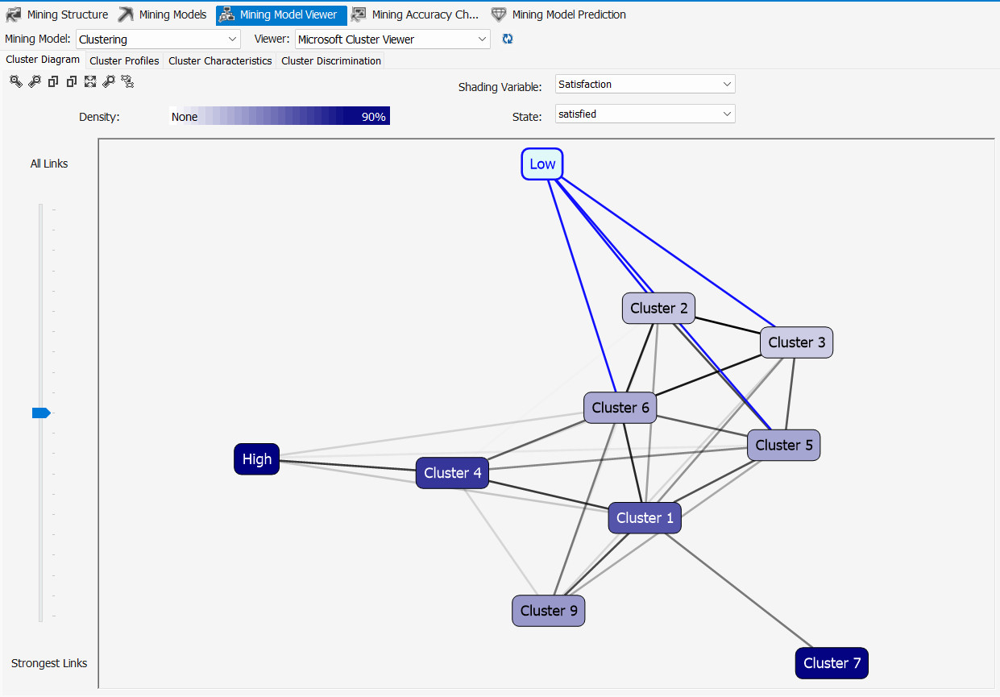 Mining Structure Mining Models Mining Model Viewer Mining Accuracy Ch... Mining Model Prediction
Mining Model: Clustering Viewer: Microsoft Cluster Viewer
Cluster Diagram Cluster Profiles Cluster Characteristics Cluster Discrimination
Shading Variable: Satisfaction
Density: None 90% State: satisfied
All Links
Low
Cluster 2
Cluster 3
Cluster 6
Cluster 5
High
Cluster 4
Cluster 1
Cluster 9
Strongest Links
Cluster 7